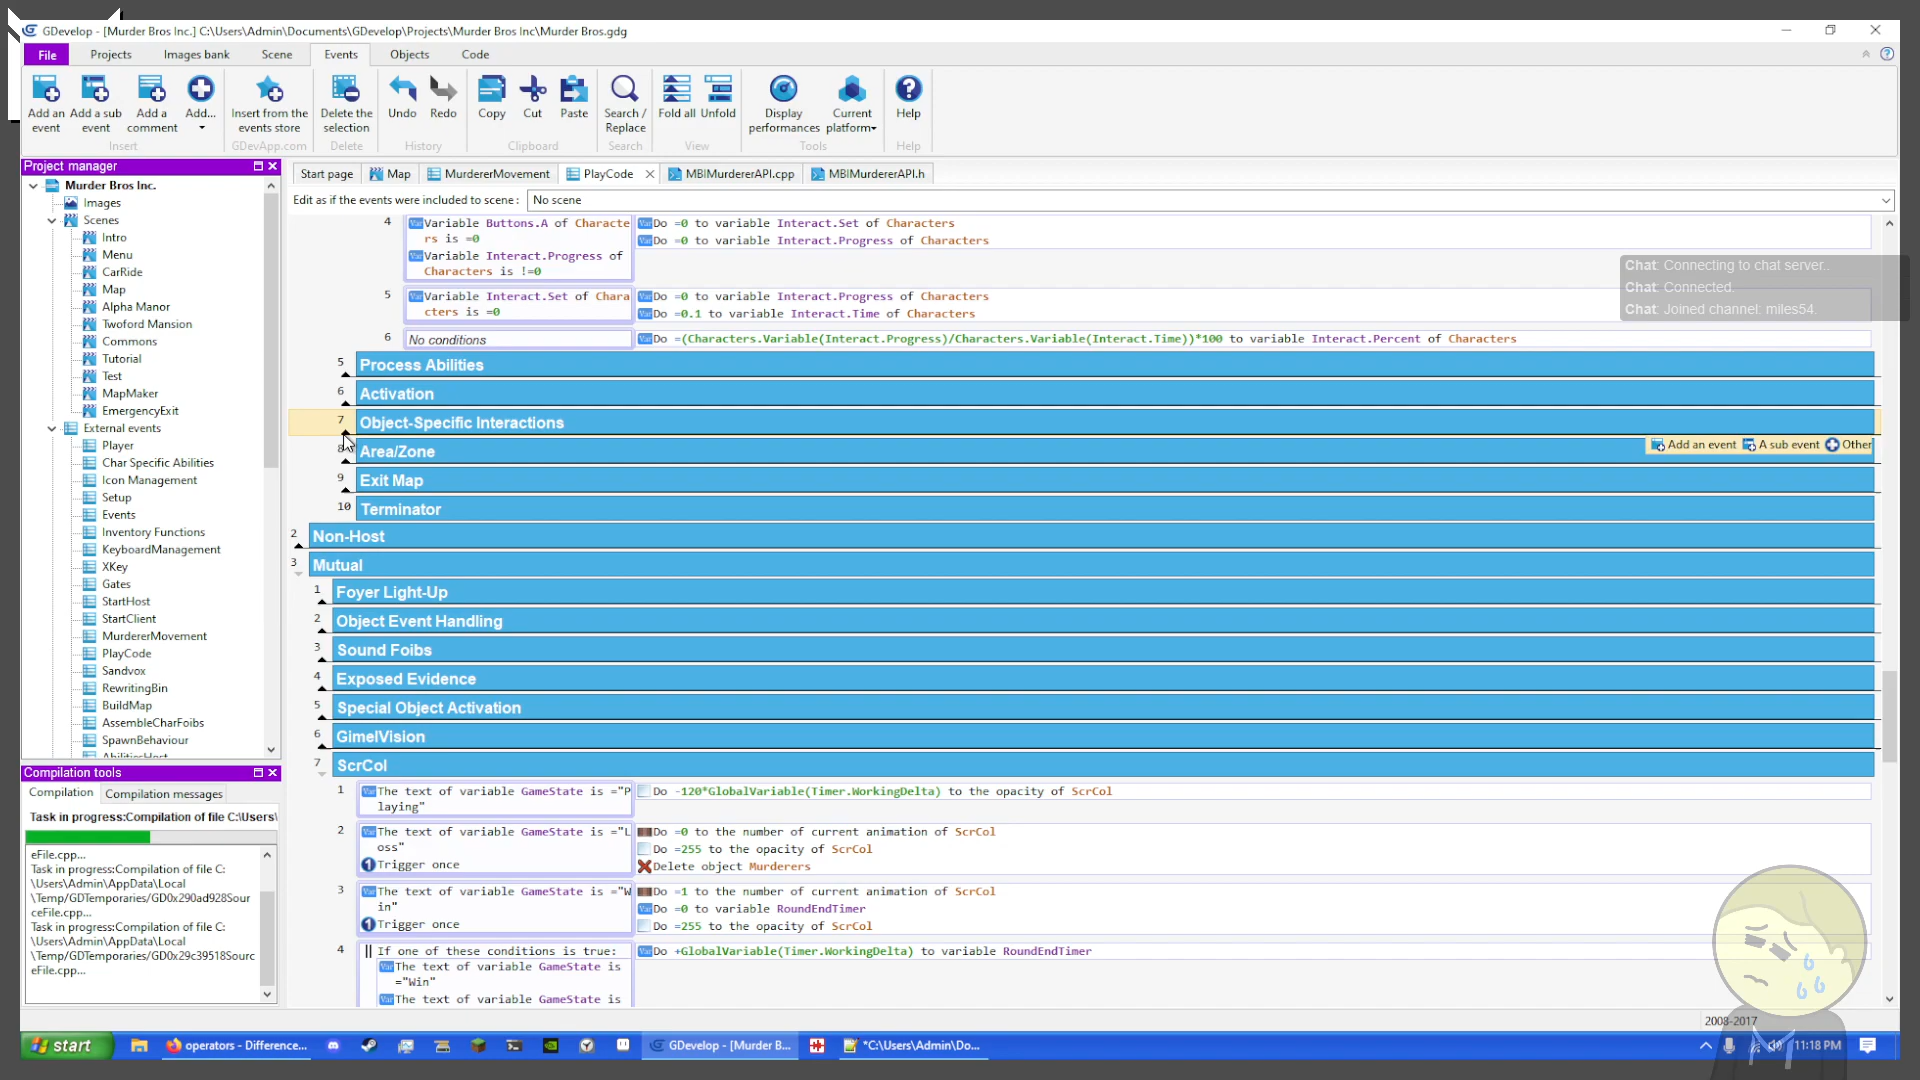 GDevelop - [Murder Bros Inc.] C:\Users\Admin\Documents\GDevelop\Projects\Murder Bros Inc\Murder Bros.gdg
File
Projects
Images bank
Scene
Events
Objects
Code
Add an event
Add a sub event
Add a comment
Add...
Insert from the events store
Delete the selection
Undo
Redo
Copy
Cut
Paste
Search / Replace
Fold all
Unfold
Display performances
Current platform
Help
Insert
GDevApp.com
Delete
History
Clipboard
Search
View
Tools
Help
Project manager
Murder Bros Inc.
Images
Scenes
Intro
Menu
CarRide
Map
Alpha Manor
Twoford Mansion
Commons
Tutorial
Test
MapMaker
EmergencyExit
External events
Player
Char Specific Abilities
Icon Management
Setup
Events
Inventory Functions
KeyboardManagement
XKey
Gates
StartHost
StartClient
MurdererMovement
PlayCode
Sandvox
RewritingBin
BuildMap
AssembleCharFoibs
SpawnBehaviour
AbilitiesHost
Compilation tools
Compilation
Compilation messages
Task in progress:Compilation of file C:\Users\
eFile.cpp...
Task in progress:Compilation of file C:
\Users\Admin\AppData\Local
\Temp/GDTemporaries/GD0x290ad928Sour
ceFile.cpp...
Task in progress:Compilation of file C:
\Users\Admin\AppData\Local
\Temp/GDTemporaries/GD0x29c39518Sourc
eFile.cpp...
Start page
Map
MurdererMovement
PlayCode
MBIMurdererAPI.cpp
MBIMurdererAPI.h
Edit as if the events were included to scene :
No scene
4
Variable Buttons.A of Characte
rs is =0
Variable Interact.Progress of
Characters is !=0
Do =0 to variable Interact.Set of Characters
Do =0 to variable Interact.Progress of Characters
5
Variable Interact.Set of Chara
cters is =0
Do =0 to variable Interact.Progress of Characters
Do =0.1 to variable Interact.Time of Characters
6
No conditions
Do =(Characters.Variable(Interact.Progress)/Characters.Variable(Interact.Time))*100 to variable Interact.Percent of Characters
5 Process Abilities
6 Activation
7 Object-Specific Interactions
Add an event
A sub event
Other
8 Area/Zone
9 Exit Map
10 Terminator
2 Non-Host
3 Mutual
1 Foyer Light-Up
2 Object Event Handling
3 Sound Foibs
4 Exposed Evidence
5 Special Object Activation
6 GimelVision
7 ScrCol
1
The text of variable GameState is ="P
laying"
Do -120*GlobalVariable(Timer.WorkingDelta) to the opacity of ScrCol
2
The text of variable GameState is ="L
oss"
Trigger once
Do =0 to the number of current animation of ScrCol
Do =255 to the opacity of ScrCol
Delete object Murderers
3
The text of variable GameState is ="W
in"
Trigger once
Do =1 to the number of current animation of ScrCol
Do =0 to variable RoundEndTimer
Do =255 to the opacity of ScrCol
4
If one of these conditions is true:
The text of variable GameState is
="Win"
The text of variable GameState is
Do +GlobalVariable(Timer.WorkingDelta) to variable RoundEndTimer
Chat: Connecting to chat server..
Chat: Connected.
Chat: Joined channel: miles54.
2008-2017
start
operators - Difference...
GDevelop - [Murder B...
*C:\Users\Admin\Do...
11:18 PM